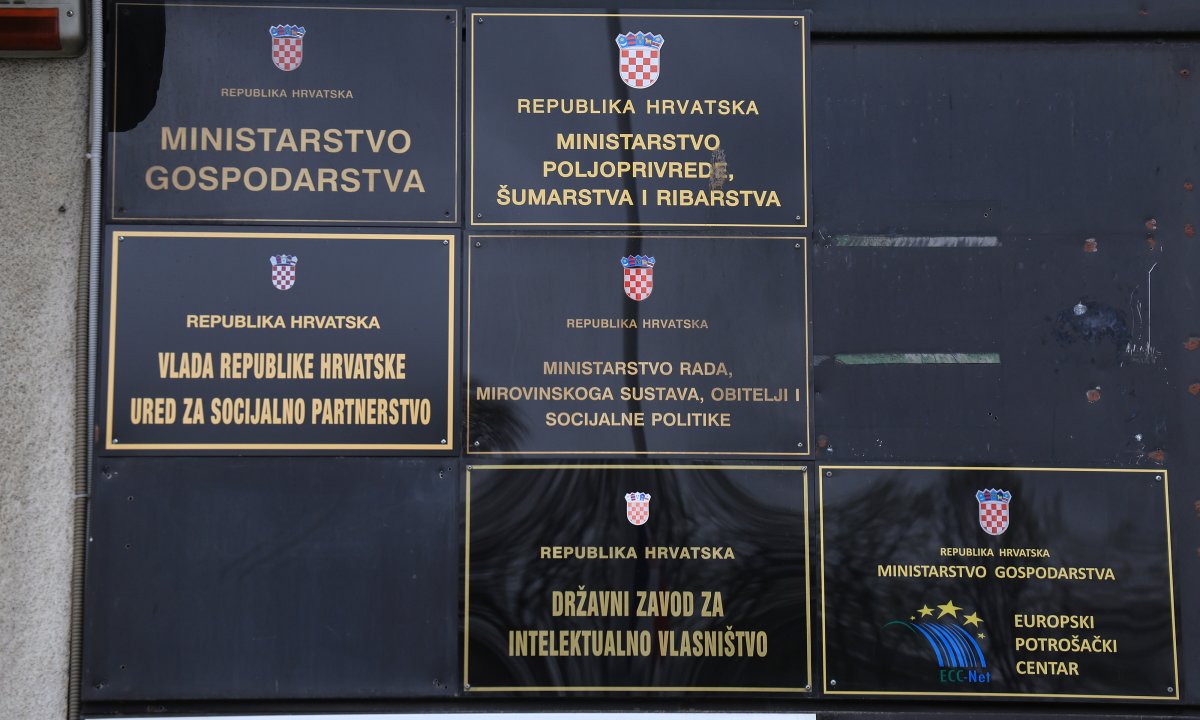 REPUBLIKA HRVATSKA
MINISTARSTVO
GOSPODARSTVA
REPUBLIKA HRVATSKA
MINISTARSTVO
POLJOPRIVREDE,
ŠUMARSTVA I RIBARSTVA
REPUBLIKA HRVATSKA
VLADA REPUBLIKE HRVATSKE
URED ZA SOCIJALNO PARTNERSTVO
REPUBLIKA HRVATSKA
MINISTARSTVO RADA,
MIROVINSKOGA SUSTAVA, OBITELJI I
SOCIJALNE POLITIKE
REPUBLIKA HRVATSKA
DRŽAVNI ZAVOD ZA
INTELEKTUALNO VLASNIŠTVO
REPUBLIKA HRVATSKA
MINISTARSTVO GOSPODARSTVA
EUROPSKI
POTROŠAČKI
CENTAR
ECC-Net